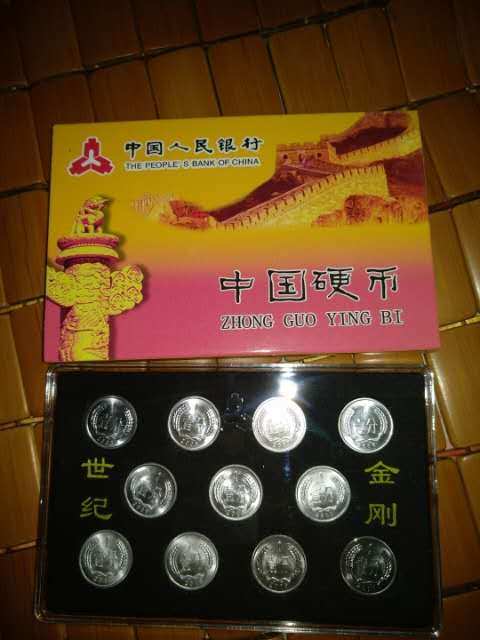 中国人民银行
THE PEOPLE,S BANK OF CHINA
中国硬币
ZHONG GUO YING BI
世纪
金刚